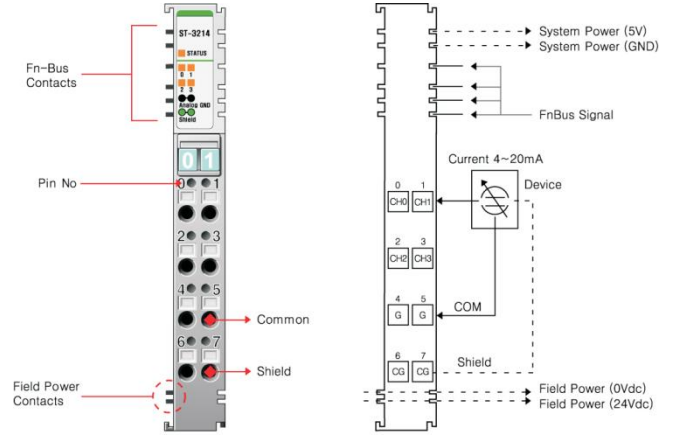 ST-3214
STATUS
0 1
2 3
Analog GND
Shield
Fn-Bus
Contacts
01
Pin No
0 1
2 3
4 5
Common
6 7
Shield
Field Power
Contacts
System Power (5V)
System Power (GND)
FnBus Signal
Current 4~20mA
Device
0 1
CH0 CH1
2 3
CH2 CH3
4 5
G G
COM
6 7
CG CG
Shield
Field Power (0Vdc)
Field Power (24Vdc)